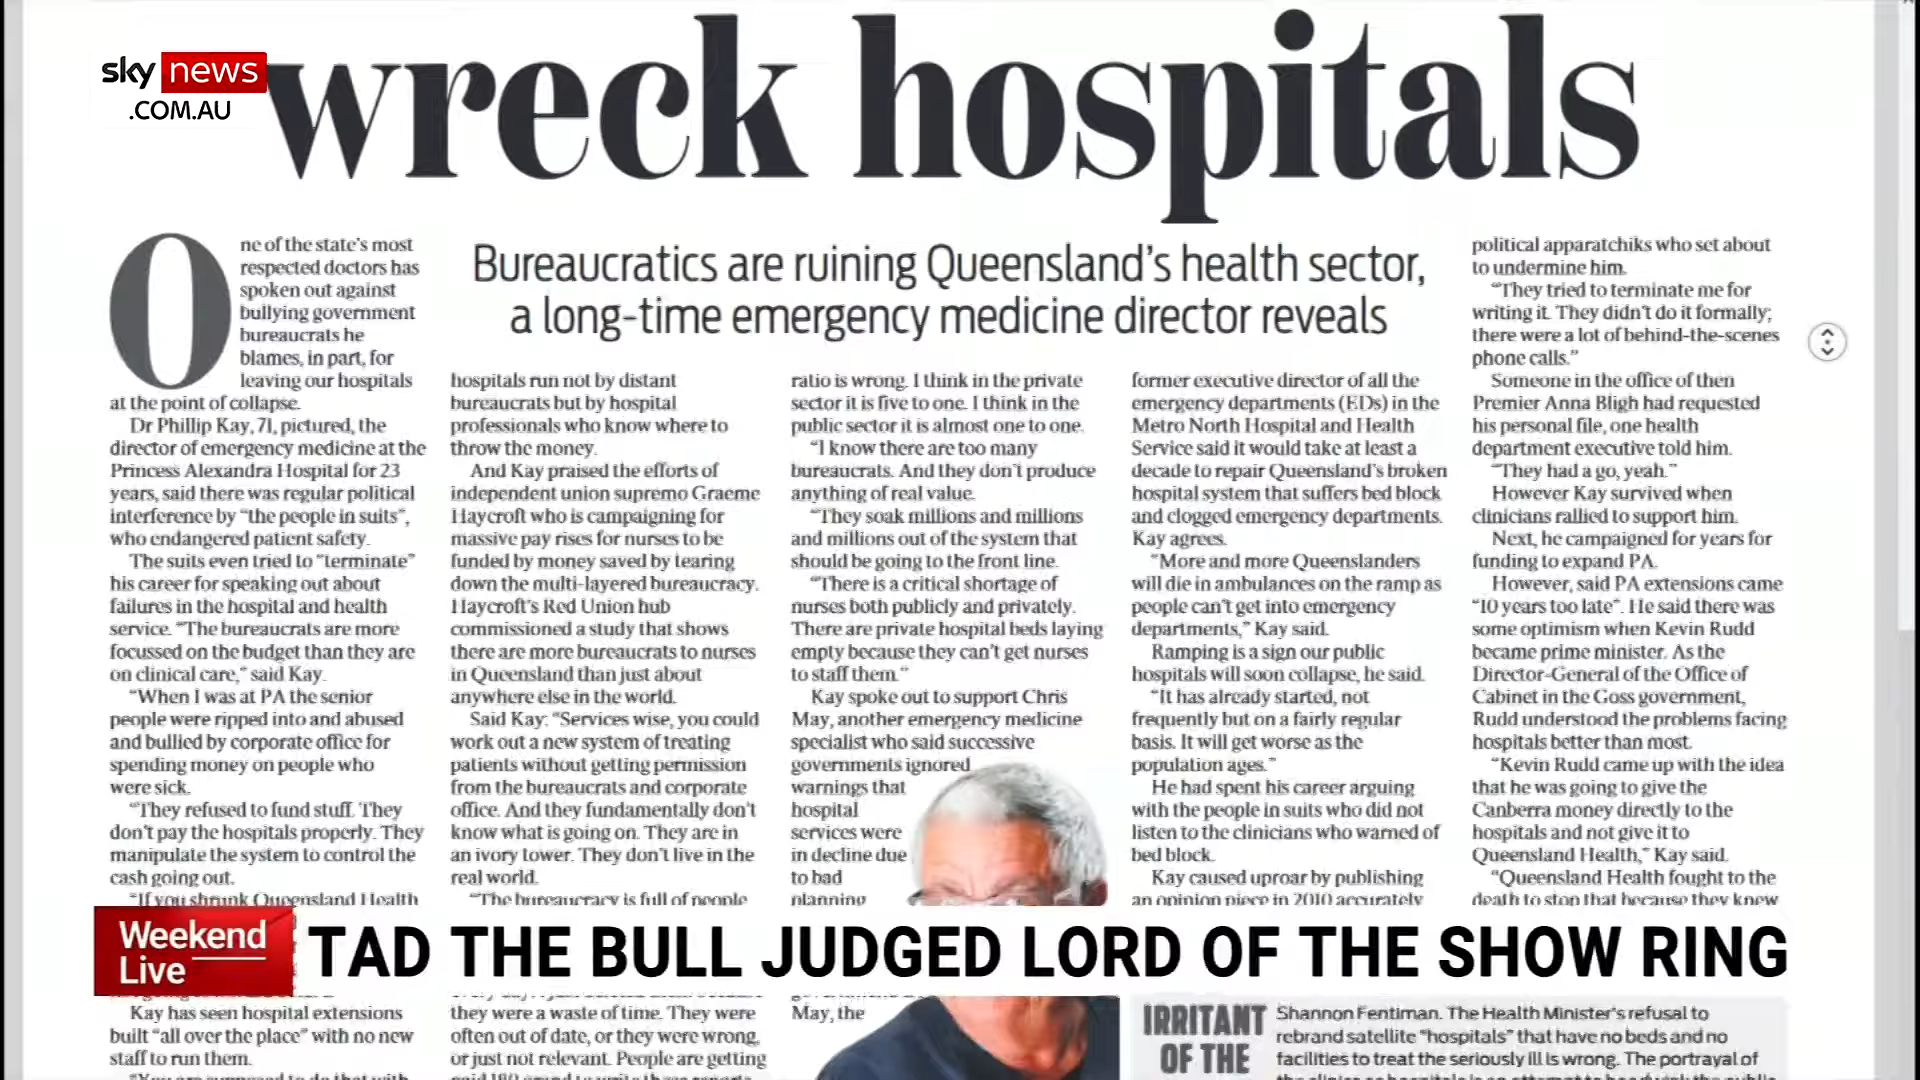 sky news
.COM.AU
wreck hospitals
Bureaucratics are ruining Queensland's health sector,
a long-time emergency medicine director reveals
One of the state's most
respected doctors has
spoken out against
bullying government
bureaucrats he
blames, in part, for
leaving our hospitals
at the point of collapse.
Dr Phillip Kay, 71, pictured, the
director of emergency medicine at the
Princess Alexandra Hospital for 23
years, said there was regular political
interference by "the people in suits",
who endangered patient safety.
The suits even tried to "terminate"
his career for speaking out about
failures in the hospital and health
service. "The bureaucrats are more
focussed on the budget than they are
on clinical care," said Kay.
"When I was at PA the senior
people were ripped into and abused
and bullied by corporate office for
spending money on people who
were sick.
"They refused to fund stuff. They
don't pay the hospitals properly. They
manipulate the system to control the
cash going out.
"If you shrunk Queensland Health
Kay has seen hospital extensions
built "all over the place" with no new
staff to run them.
hospitals run not by distant
bureaucrats but by hospital
professionals who know where to
throw the money.
And Kay praised the efforts of
independent union supremo Graeme
Haycroft who is campaigning for
massive pay rises for nurses to be
funded by money saved by tearing
down the multi-layered bureaucracy.
Haycroft's Red Union hub
commissioned a study that shows
there are more bureaucrats to nurses
in Queensland than just about
anywhere else in the world.
Said Kay: "Services wise, you could
work out a new system of treating
patients without getting permission
from the bureaucrats and corporate
office. And they fundamentally don't
know what is going on. They are in
an ivory tower. They don't live in the
real world.
"The bureaucracy is full of people
they were a waste of time. They were
often out of date, or they were wrong,
or just not relevant. People are getting
ratio is wrong. I think in the private
sector it is five to one. I think in the
public sector it is almost one to one.
"I know there are too many
bureaucrats. And they don't produce
anything of real value.
"They soak millions and millions
and millions out of the system that
should be going to the front line.
"There is a critical shortage of
nurses both publicly and privately.
There are private hospital beds laying
empty because they can't get nurses
to staff them."
Kay spoke out to support Chris
May, another emergency medicine
specialist who said successive
governments ignored
warnings that
hospital
services were
in decline due
to bad
planning
May, the
former executive director of all the
emergency departments (EDs) in the
Metro North Hospital and Health
Service said it would take at least a
decade to repair Queensland's broken
hospital system that suffers bed block
and clogged emergency departments.
Kay agrees.
"More and more Queenslanders
will die in ambulances on the ramp as
people can't get into emergency
departments," Kay said.
Ramping is a sign our public
hospitals will soon collapse, he said.
"It has already started, not
frequently but on a fairly regular
basis. It will get worse as the
population ages."
He had spent his career arguing
with the people in suits who did not
listen to the clinicians who warned of
bed block.
Kay caused uproar by publishing
an opinion piece in 2010 accurately
political apparatchiks who set about
to undermine him.
"They tried to terminate me for
writing it. They didn't do it formally;
there were a lot of behind-the-scenes
phone calls."
Someone in the office of then
Premier Anna Bligh had requested
his personal file, one health
department executive told him.
"They had a go, yeah."
However Kay survived when
clinicians rallied to support him.
Next, he campaigned for years for
funding to expand PA.
However, said PA extensions came
"10 years too late". He said there was
some optimism when Kevin Rudd
became prime minister. As the
Director-General of the Office of
Cabinet in the Goss government,
Rudd understood the problems facing
hospitals better than most.
"Kevin Rudd came up with the idea
that he was going to give the
Canberra money directly to the
hospitals and not give it to
Queensland Health," Kay said.
"Queensland Health fought to the
death to stop that because they knew
IRRITANT
OF THE
Shannon Fentiman. The Health Minister's refusal to
rebrand satellite "hospitals" that have no beds and no
facilities to treat the seriously ill is wrong. The portrayal of
Weekend
Live
TAD THE BULL JUDGED LORD OF THE SHOW RING